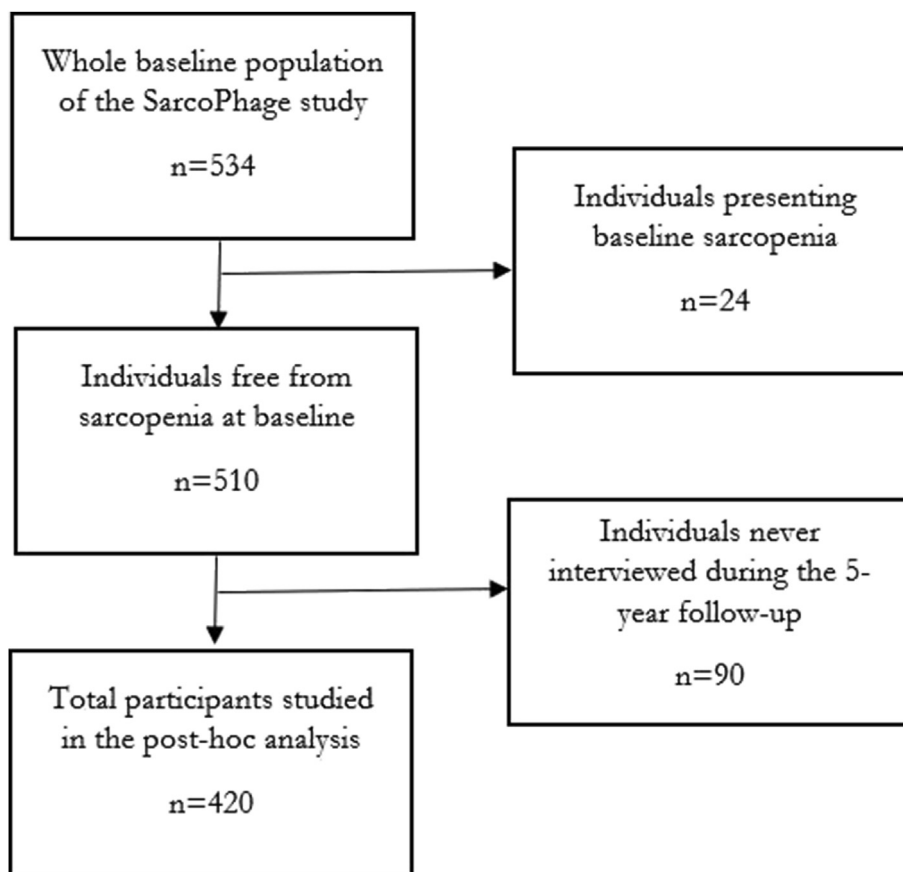 Whole baseline population
of the SarcoPhage study
n=534
Individuals presenting
baseline sarcopenia
n=24
Individuals free from
sarcopenia at baseline
n=510
Individuals never
interviewed during the 5-
year follow-up
n=90
Total participants studied
in the post-hoc analysis
n=420